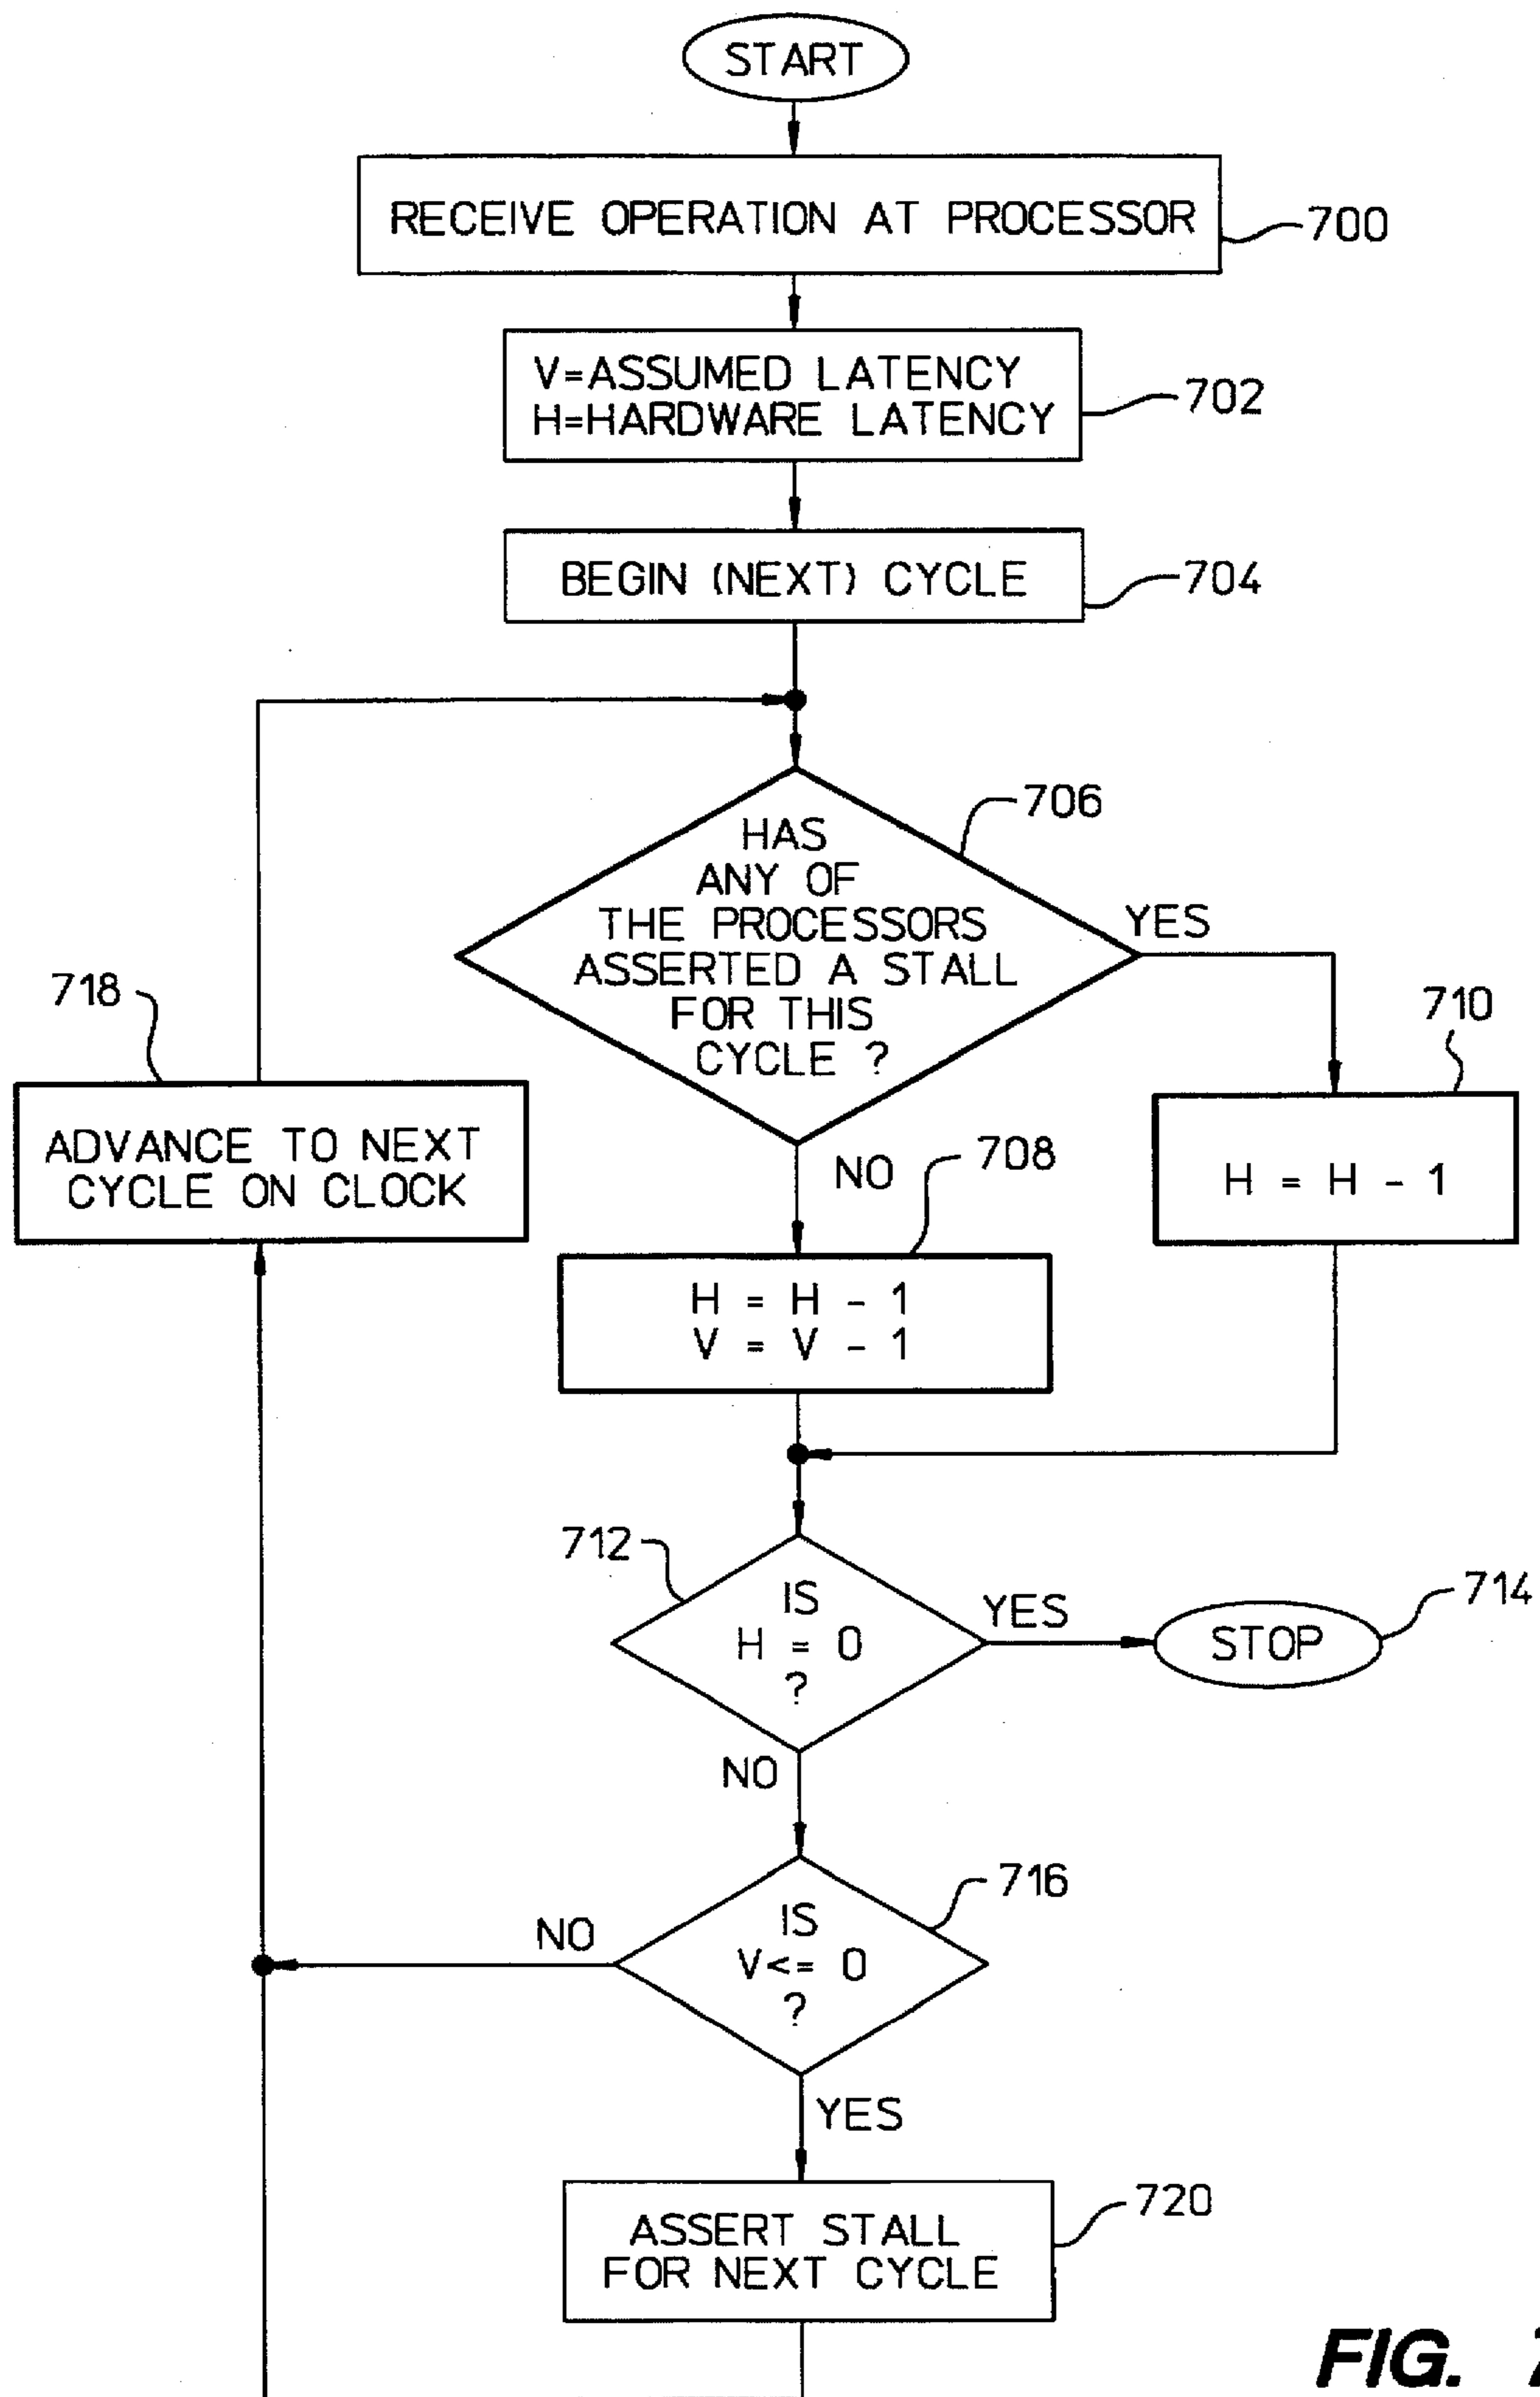 START
RECEIVE OPERATION AT PROCESSOR
700
V=ASSUMED LATENCY
H=HARDWARE LATENCY
702
BEGIN (NEXT) CYCLE
704
706
HAS
ANY OF
THE PROCESSORS
ASSERTED A STALL
FOR THIS
CYCLE ?
YES
718
710
ADVANCE TO NEXT
CYCLE ON CLOCK
NO
708
H = H - 1
H = H - 1
V = V - 1
712
IS
H = 0
?
YES
714
STOP
NO
716
IS
V<= 0
?
NO
YES
720
ASSERT STALL
FOR NEXT CYCLE
FIG. 7